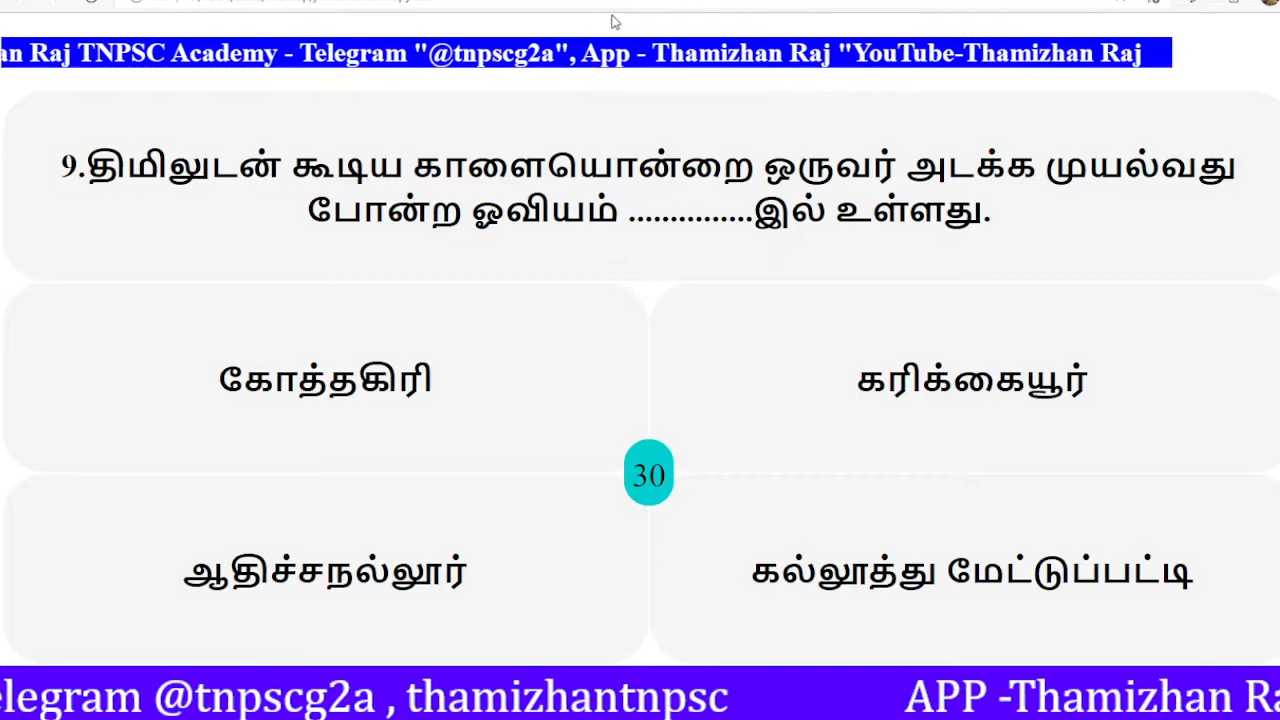 an Raj TNPSC Academy - Telegram "@tnpscg2a", App - Thamizhan Raj "YouTube-Thamizhan Raj
9.திமிலுடன் கூடிய காளையொன்றை ஒருவர் அடக்க முயல்வது
போன்ற ஓவியம் ...............இல் உள்ளது.
கோத்தகிரி
கரிக்கையூர்
30
ஆதிச்சநல்லூர்
கல்லூத்து மேட்டுப்பட்டி
elegram @tnpscg2a , thamizhantnpsc APP -Thamizhan Ra